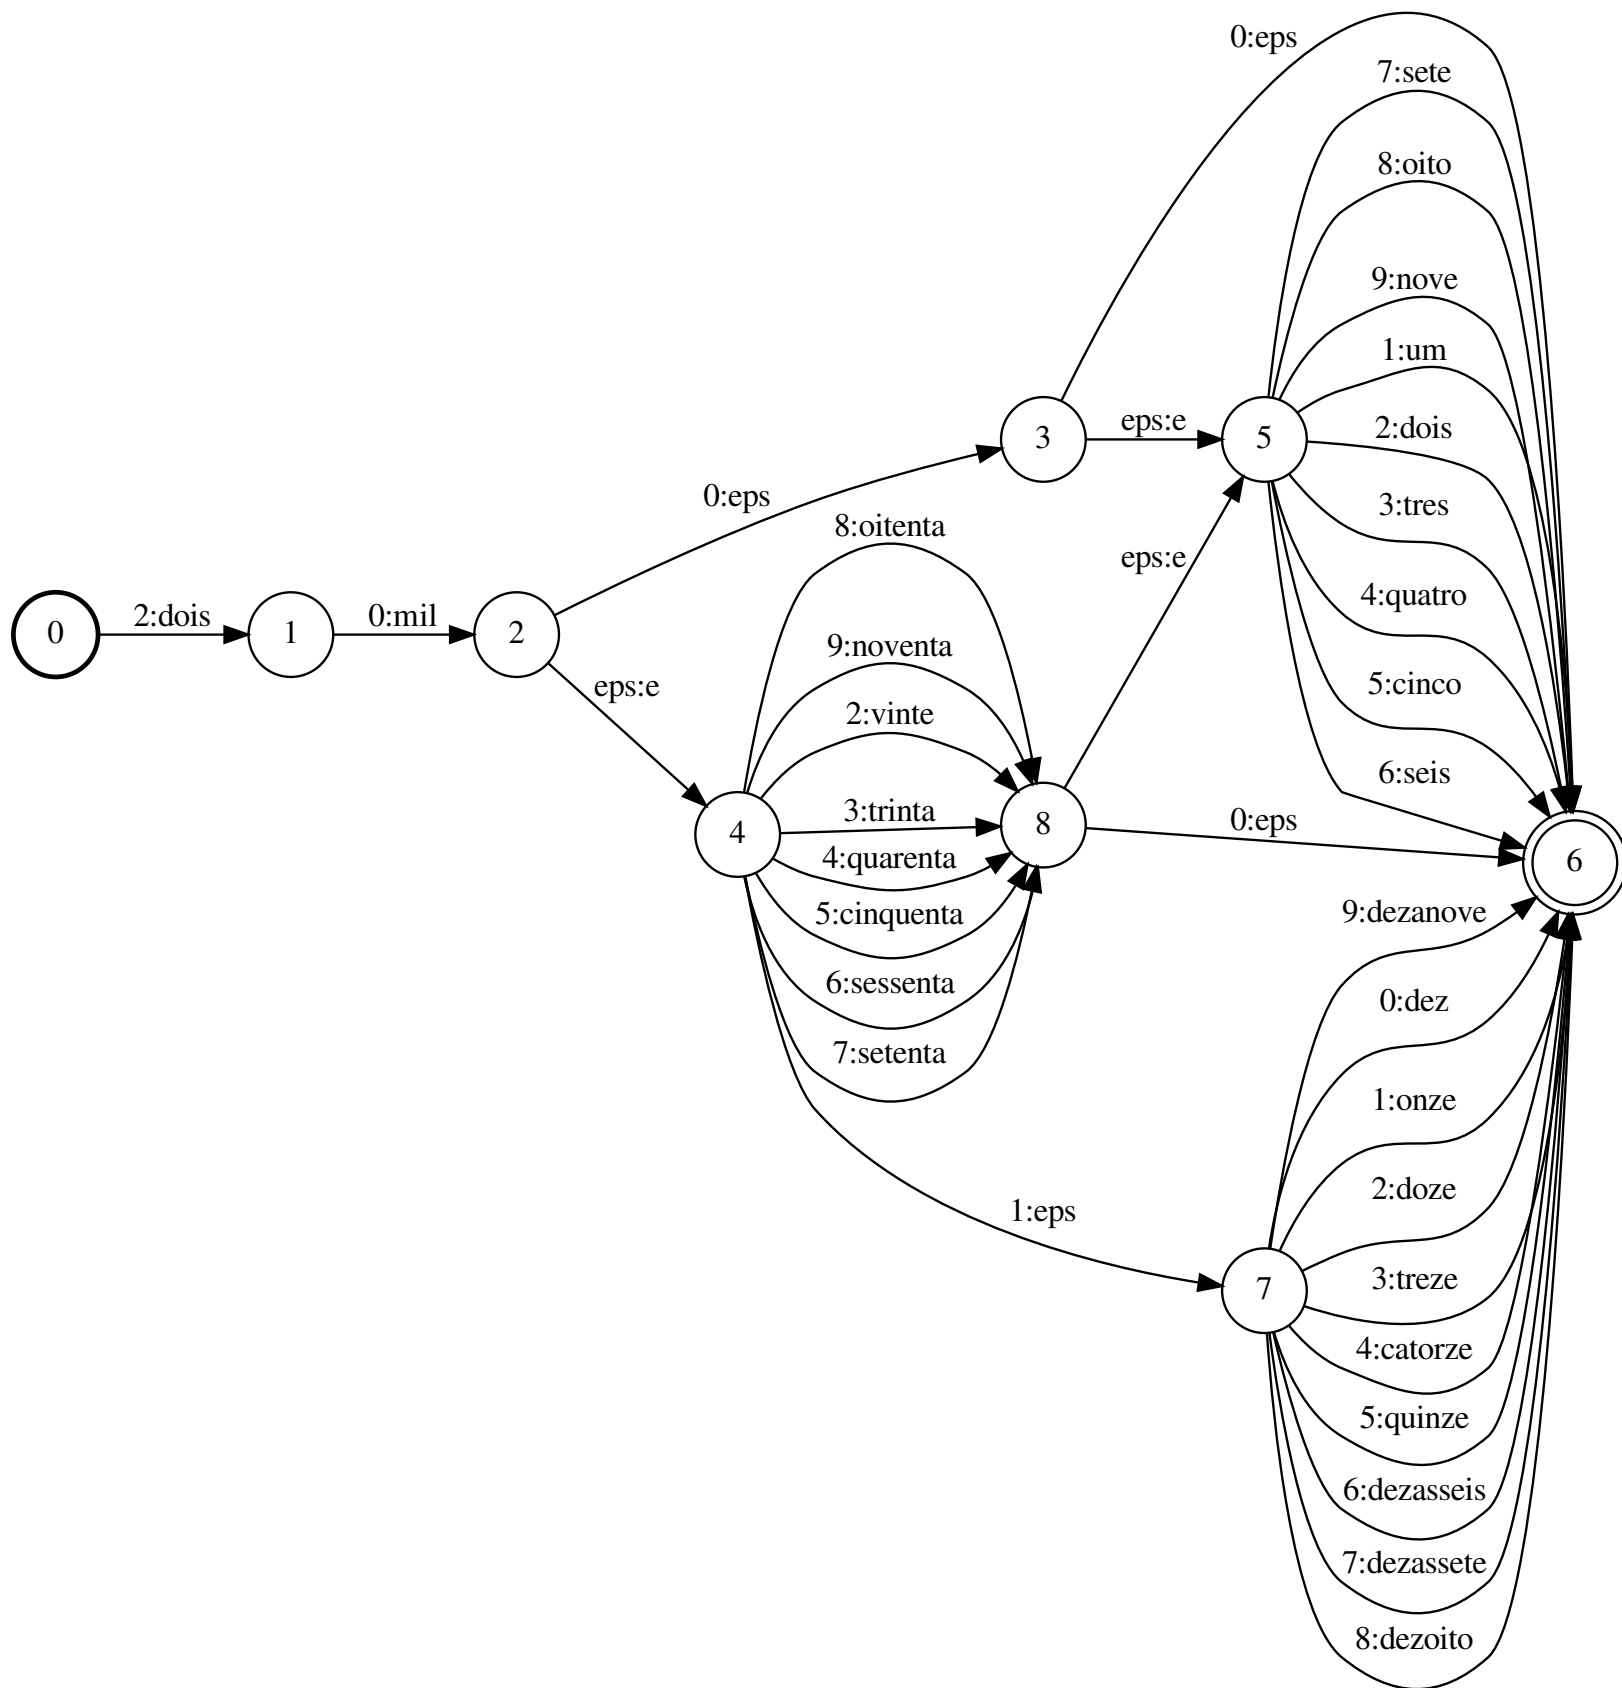 0:eps
7:sete
8:oito
9:nove
1:um
2:dois
3
eps:e
5
0:eps
3:tres
8:oitenta
eps:e
4:quatro
0
2:dois
1
0:mil
2
9:noventa
eps:e
5:cinco
2:vinte
6:seis
4
3:trinta
8
0:eps
4:quarenta
6
5:cinquenta
9:dezanove
6:sessenta
0:dez
7:setenta
1:onze
2:doze
1:eps
7
3:treze
4:catorze
5:quinze
6:dezasseis
7:dezassete
8:dezoito